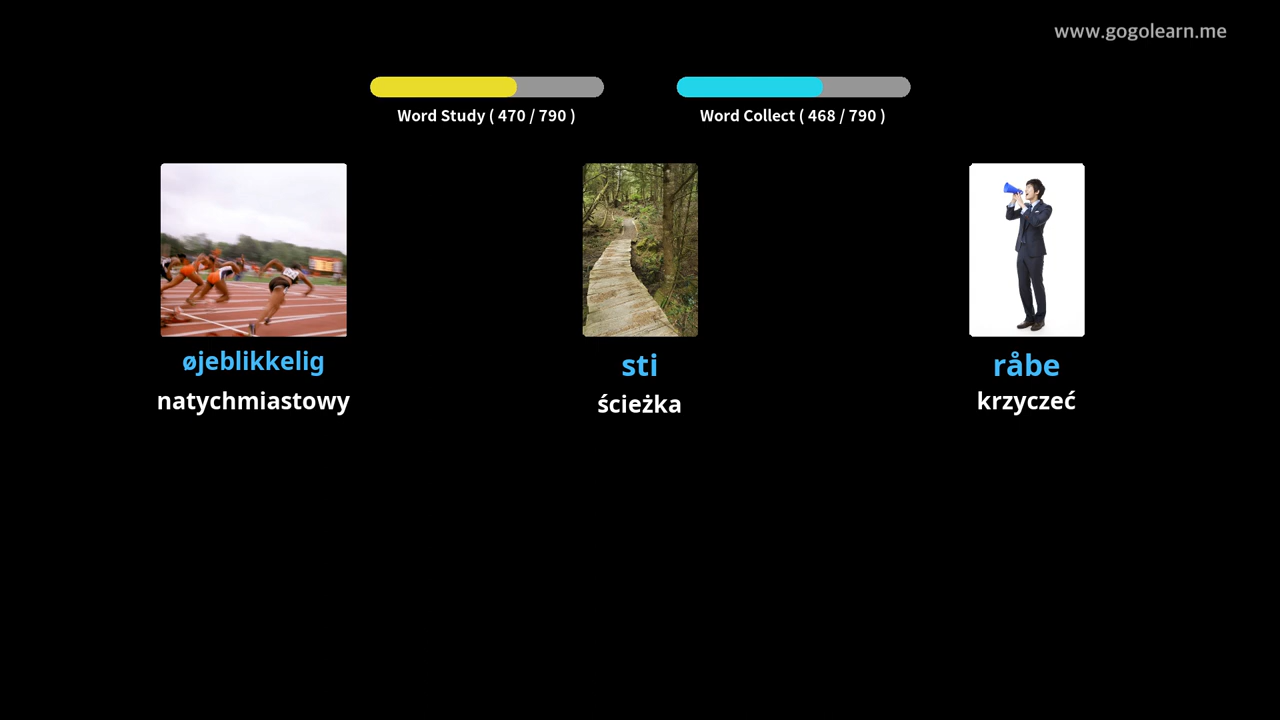 www.gogolearn.me
Word Study ( 470 / 790 )
Word Collect ( 468 / 790 )
øjeblikkelig
sti
råbe
natychmiastowy
ścieżka
krzyczeć